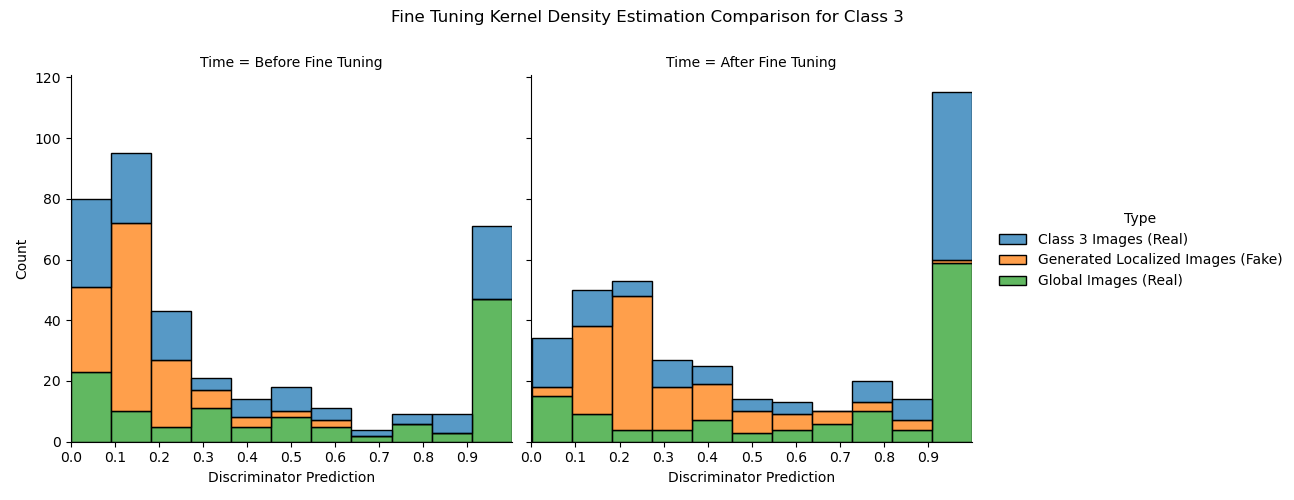 Fine Tuning Kernel Density Estimation Comparison for Class 3
Time = Before Fine Tuning
Time = After Fine Tuning
120
100
80
60
40
20
0
Count
0.0 0.1 0.2 0.3 0.4 0.5 0.6 0.7 0.8 0.9
Discriminator Prediction
0.0 0.1 0.2 0.3 0.4 0.5 0.6 0.7 0.8 0.9
Discriminator Prediction
Type
Class 3 Images (Real)
Generated Localized Images (Fake)
Global Images (Real)